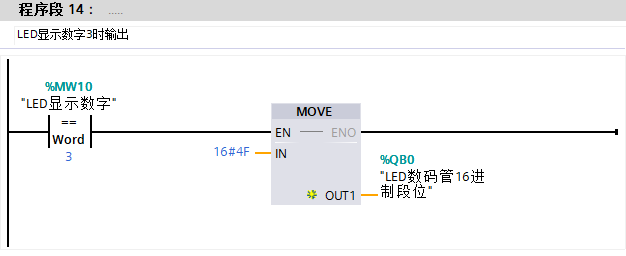 程序段 14： .....
LED显示数字3时输出
%MW10
"LED显示数字"
==
Word
3
MOVE
EN ENO
16#4F IN
%QB0
"LED数码管16进
制段位"
OUT1